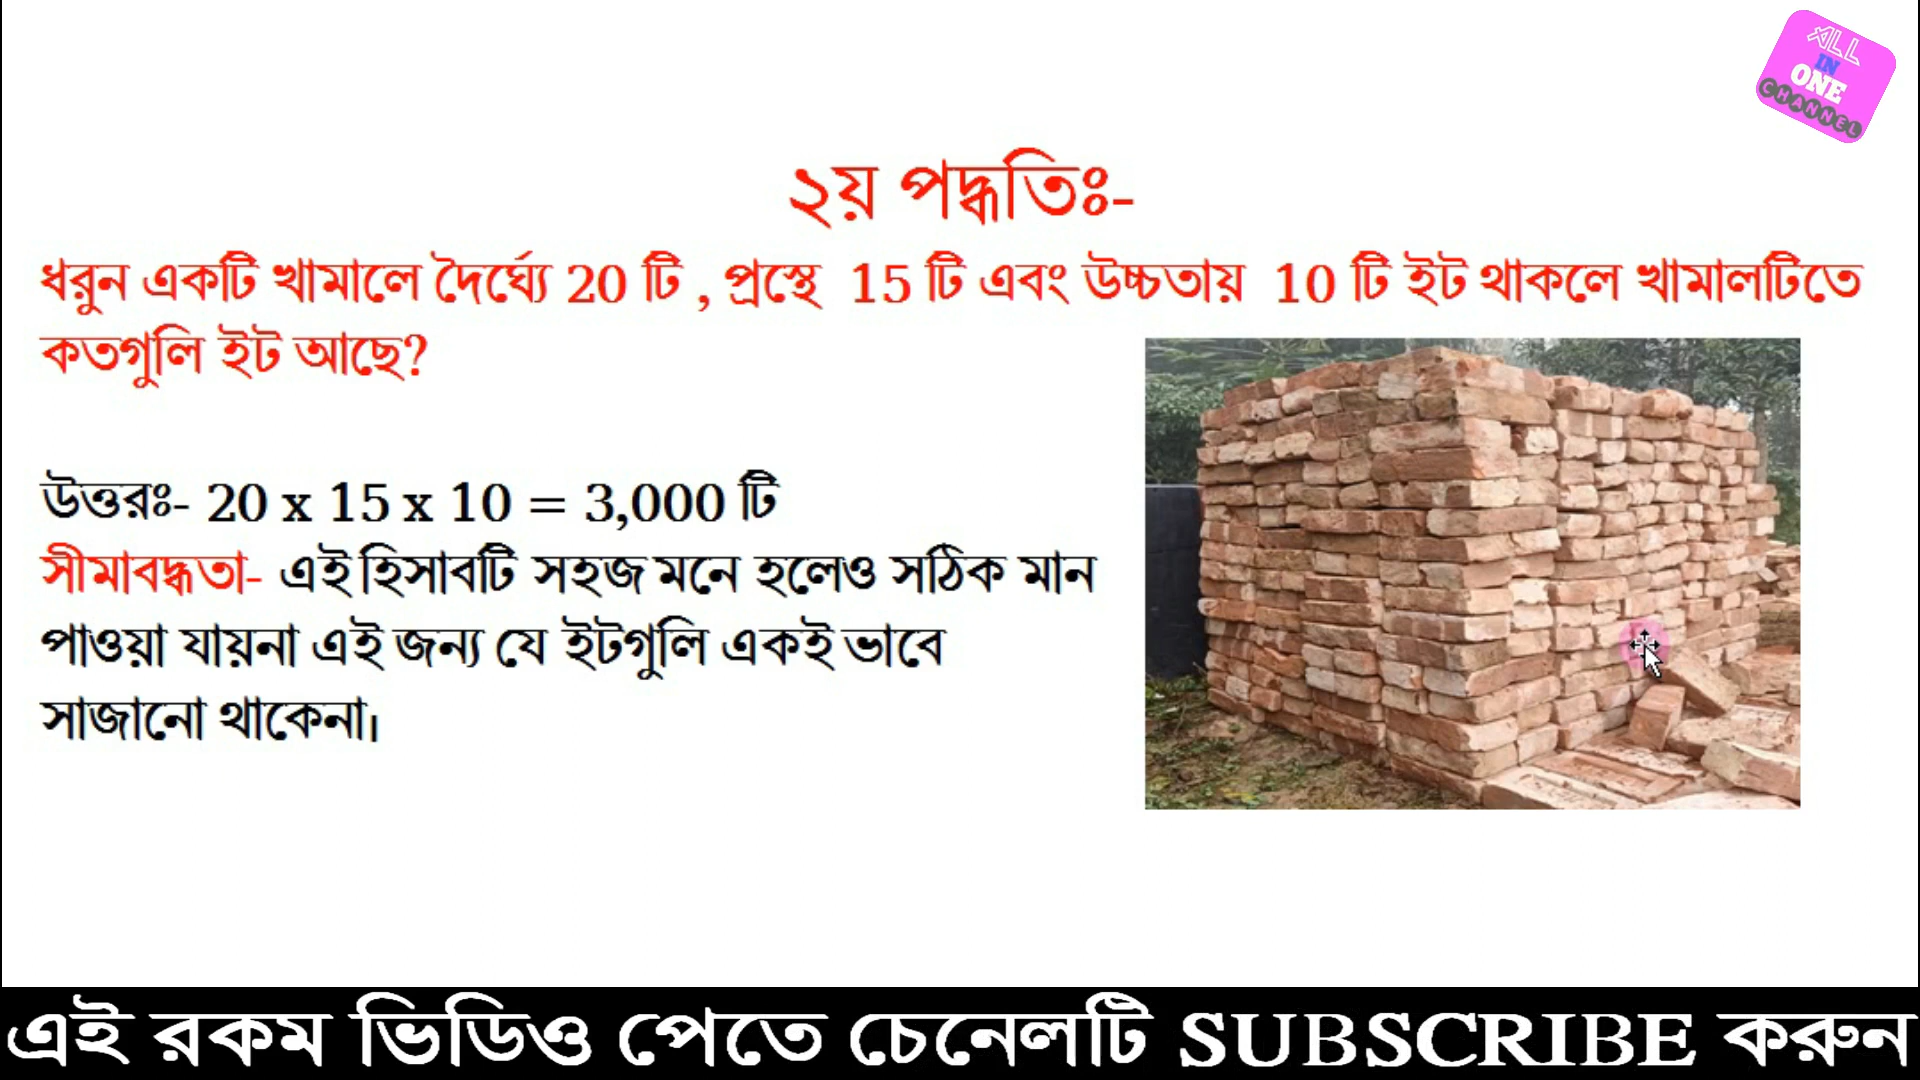 ALL
IN
ONE
CHANNEL
২য় পদ্ধতিঃ-
ধরুন একটি খামালে দৈর্ঘ্যে 20 টি , প্রস্থে 15 টি এবং উচ্চতায় 10 টি ইট থাকলে খামালটিতে
কতগুলি ইট আছে?
উত্তরঃ- 20 x 15 x 10 = 3,000 টি
সীমাবদ্ধতা- এই হিসাবটি সহজ মনে হলেও সঠিক মান
পাওয়া যায়না এই জন্য যে ইটগুলি একই ভাবে
সাজানো থাকেনা।
এই রকম ভিডিও পেতে চেনেলটি SUBSCRIBE করুন